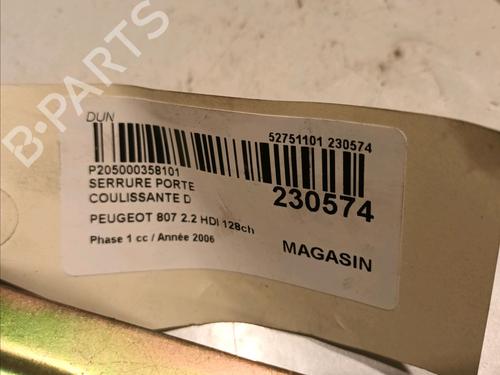 B-PARTS
DUN
52751101 230574
P205000358101
SERRURE PORTE
COULISSANTE D
230574
PEUGEOT 807 2.2 HDI 128ch
Phase 1 cc / Année 2006
MAGASIN